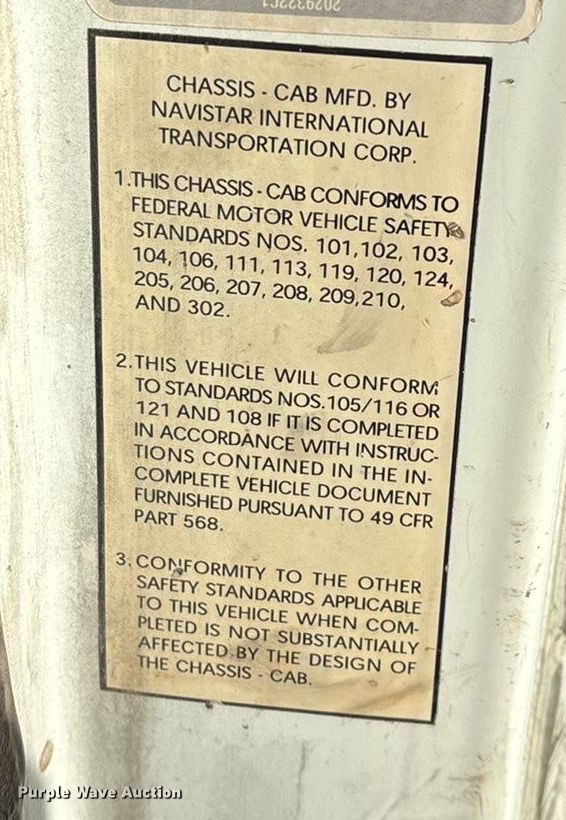 2029322C1
CHASSIS - CAB MFD. BY
NAVISTAR INTERNATIONAL
TRANSPORTATION CORP.
1. THIS CHASSIS - CAB CONFORMS TO
FEDERAL MOTOR VEHICLE SAFETY
STANDARDS NOS. 101,102, 103,
104, 106, 111, 113, 119, 120, 124,
205, 206, 207, 208, 209,210,
AND 302.
2. THIS VEHICLE WILL CONFORM
TO STANDARDS NOS.105/116 OR
121 AND 108 IF IT IS COMPLETED
IN ACCORDANCE WITH INSTRUC-
TIONS CONTAINED IN THE IN-
COMPLETE VEHICLE DOCUMENT
FURNISHED PURSUANT TO 49 CFR
PART 568.
3. CONFORMITY TO THE OTHER
SAFETY STANDARDS APPLICABLE
TO THIS VEHICLE WHEN COM-
PLETED IS NOT SUBSTANTIALLY
AFFECTED BY THE DESIGN OF
THE CHASSIS - CAB.
Purple Wave Auction